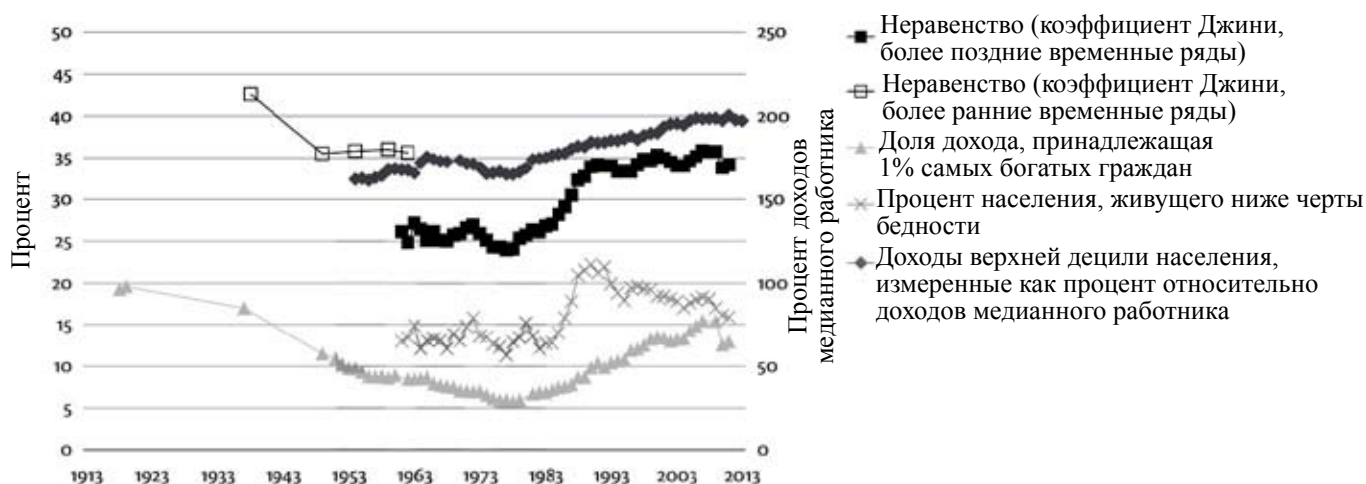 50
45
40
35
30
25
20
15
10
5
0
Процент
1913
1923
1933
1943
1953
1963
1973
1983
1993
2003
2013
250
200
150
100
50
0
Процент доходов
медианного работника
Неравенство (коэффициент Джини,
более поздние временные ряды)
Неравенство (коэффициент Джини,
более ранние временные ряды)
Доля дохода, принадлежащая
1% самых богатых граждан
Процент населения, живущего ниже черты
бедности
Доходы верхней децили населения,
измеренные как процент относительно
доходов медианного работника